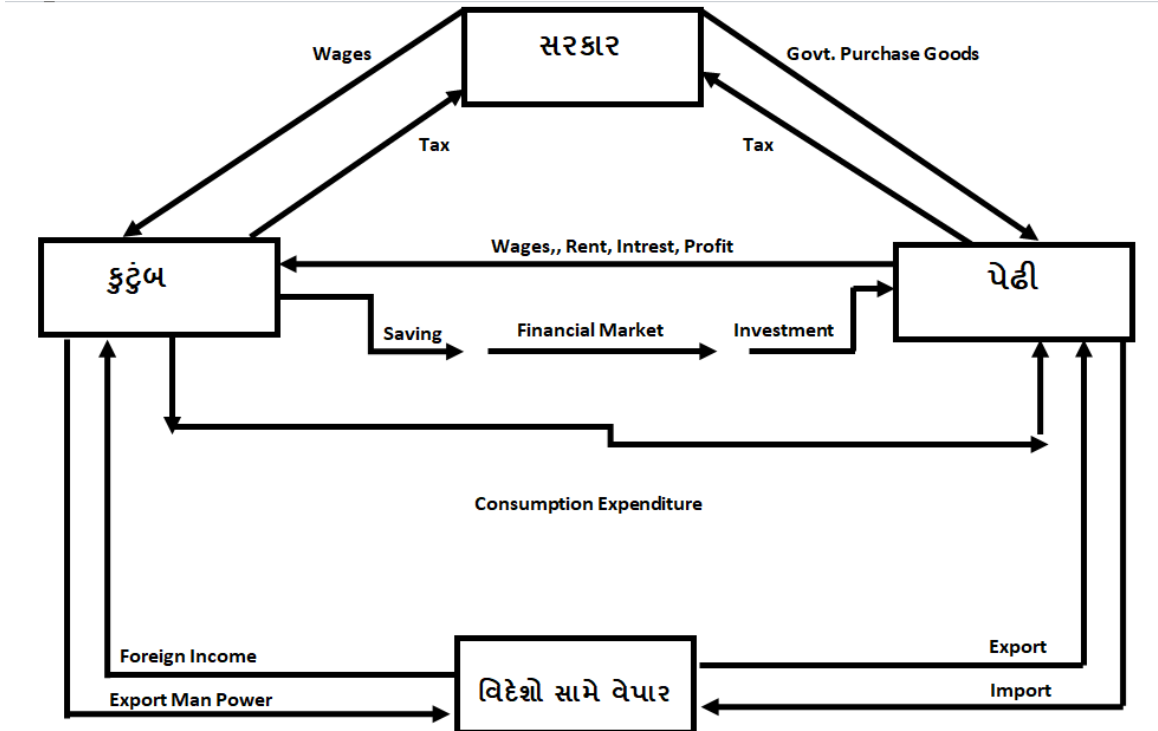 સરકાર
Wages
Govt. Purchase Goods
Tax
Tax
Wages,, Rent, Intrest, Profit
કુટુંબ
પેઢી
Saving
Financial Market
Investment
Consumption Expenditure
Foreign Income
Export
વિદેશો સામે વેપાર
Export Man Power
Import